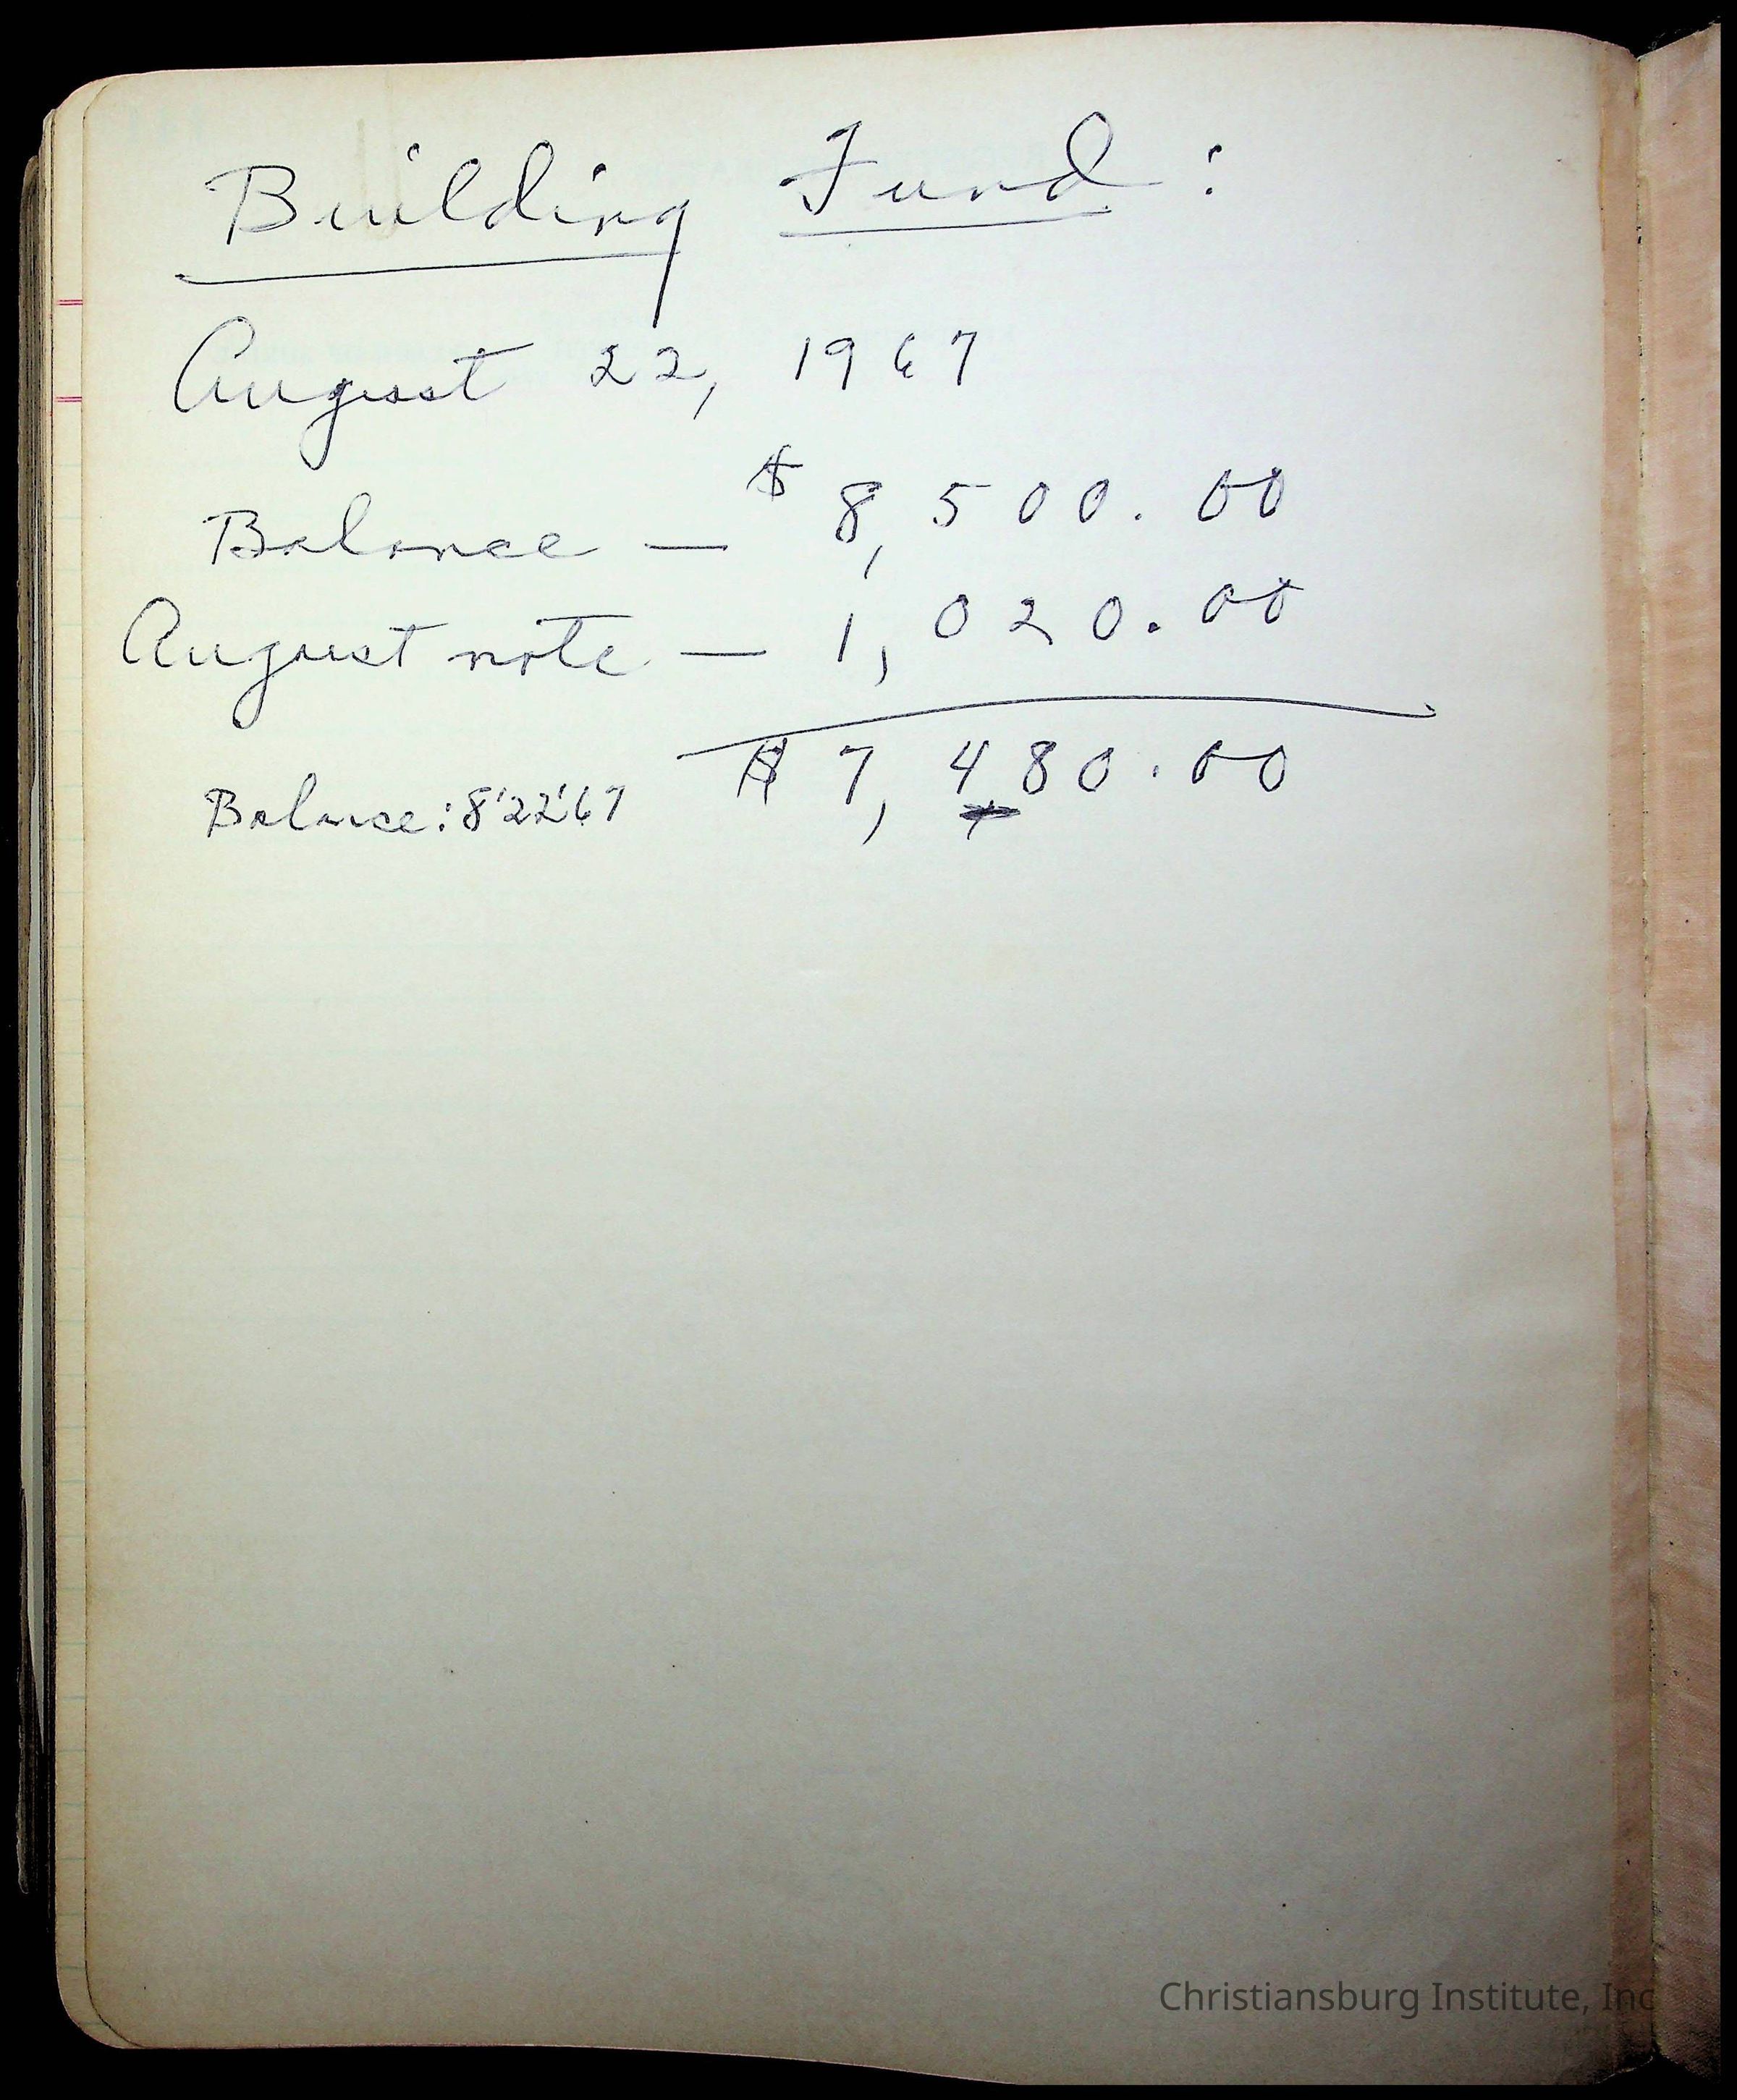 Building Fund:
August 22, 1967
Balance — $8,500.00
August note — 1,020.00
Balance: 8'22'67 $7,480.00
Christiansburg Institute, Inc